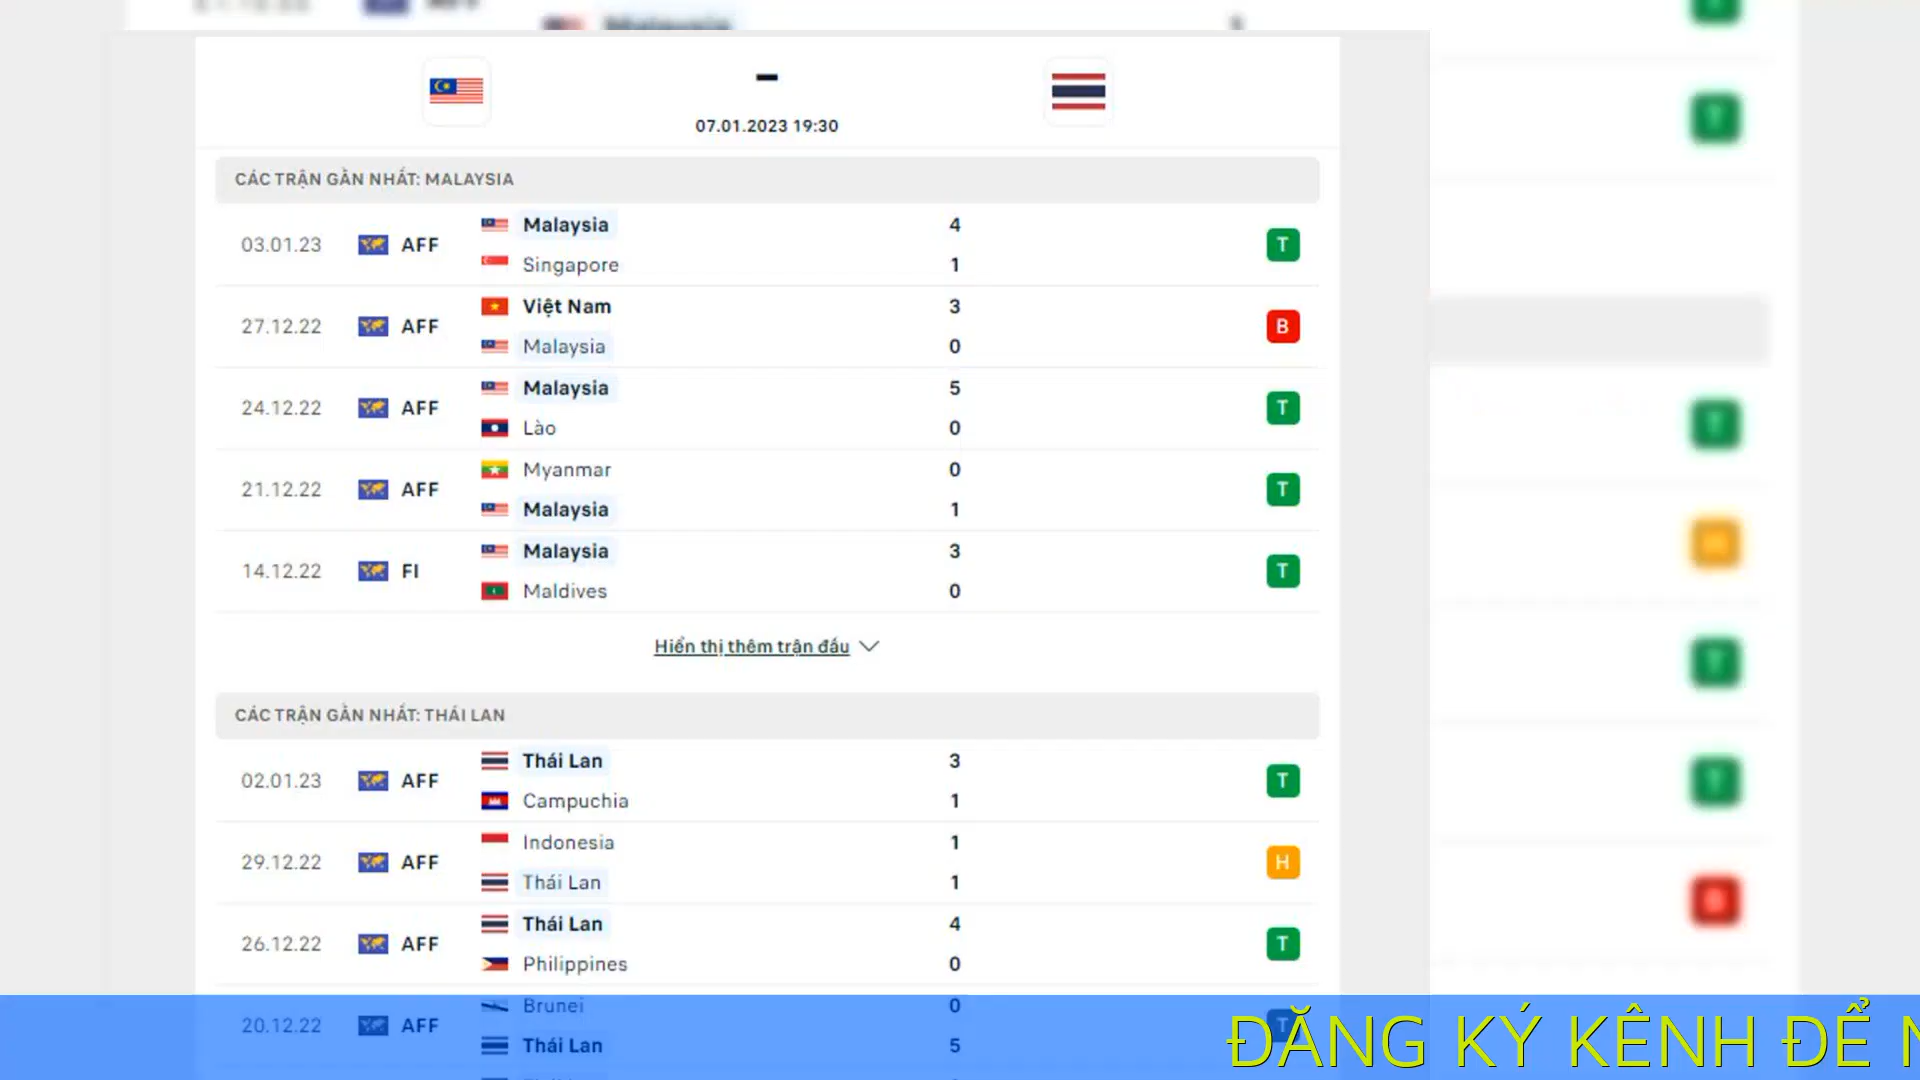 Malaysia
–
07.01.2023 19:30
CÁC TRẬN GẦN NHẤT: MALAYSIA
03.01.23 AFF Malaysia 4 T
Singapore 1
27.12.22 AFF Việt Nam 3 B
Malaysia 0
24.12.22 AFF Malaysia 5 T
Lào 0
21.12.22 AFF Myanmar 0 T
Malaysia 1
14.12.22 FI Malaysia 3 T
Maldives 0
Hiển thị thêm trận đấu
CÁC TRẬN GẦN NHẤT: THÁI LAN
02.01.23 AFF Thái Lan 3 T
Campuchia 1
29.12.22 AFF Indonesia 1 H
Thái Lan 1
26.12.22 AFF Thái Lan 4 T
Philippines 0
20.12.22 AFF Brunei 0 T
Thái Lan 5
ĐĂNG KÝ KÊNH ĐỂ